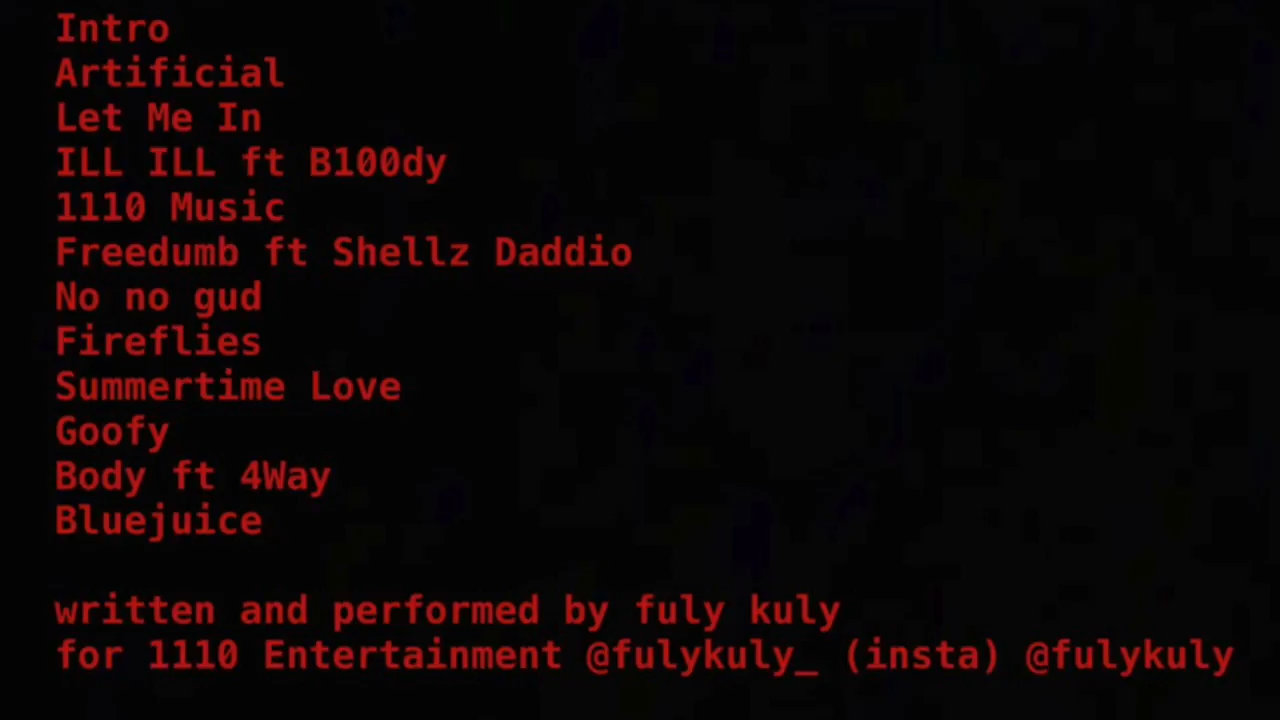 Intro
Artificial
Let Me In
ILL ILL ft B100dy
1110 Music
Freedumb ft Shellz Daddio
No no gud
Fireflies
Summertime Love
Goofy
Body ft 4Way
Bluejuice
written and performed by fuly kuly
for 1110 Entertainment @fulykuly_ (insta) @fulykuly